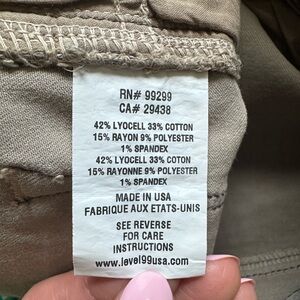 RN# 99299
CA# 29438
42% LYOCELL 33% COTTON
15% RAYON 9% POLYESTER
1% SPANDEX
42% LYOCELL 33% COTON
15% RAYONNE 9% POLYESTER
1% SPANDEX
MADE IN USA
FABRIQUE AUX ETATS-UNIS
SEE REVERSE
FOR CARE
INSTRUCTIONS
www.level99usa.com